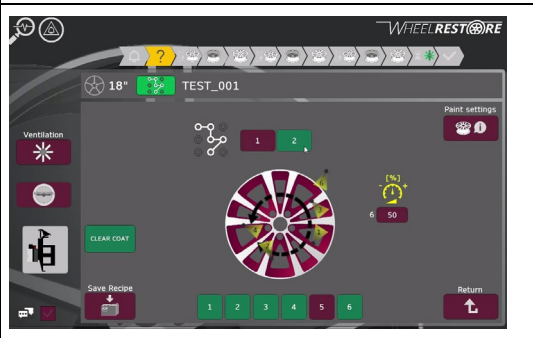 WHEELRESTORE
?
18" TEST_001
Paint settings
1 2
Ventilation
[%]
- +
6 50
CLEAR COAT
Save Recipe
1 2 3 4 5 6
Return